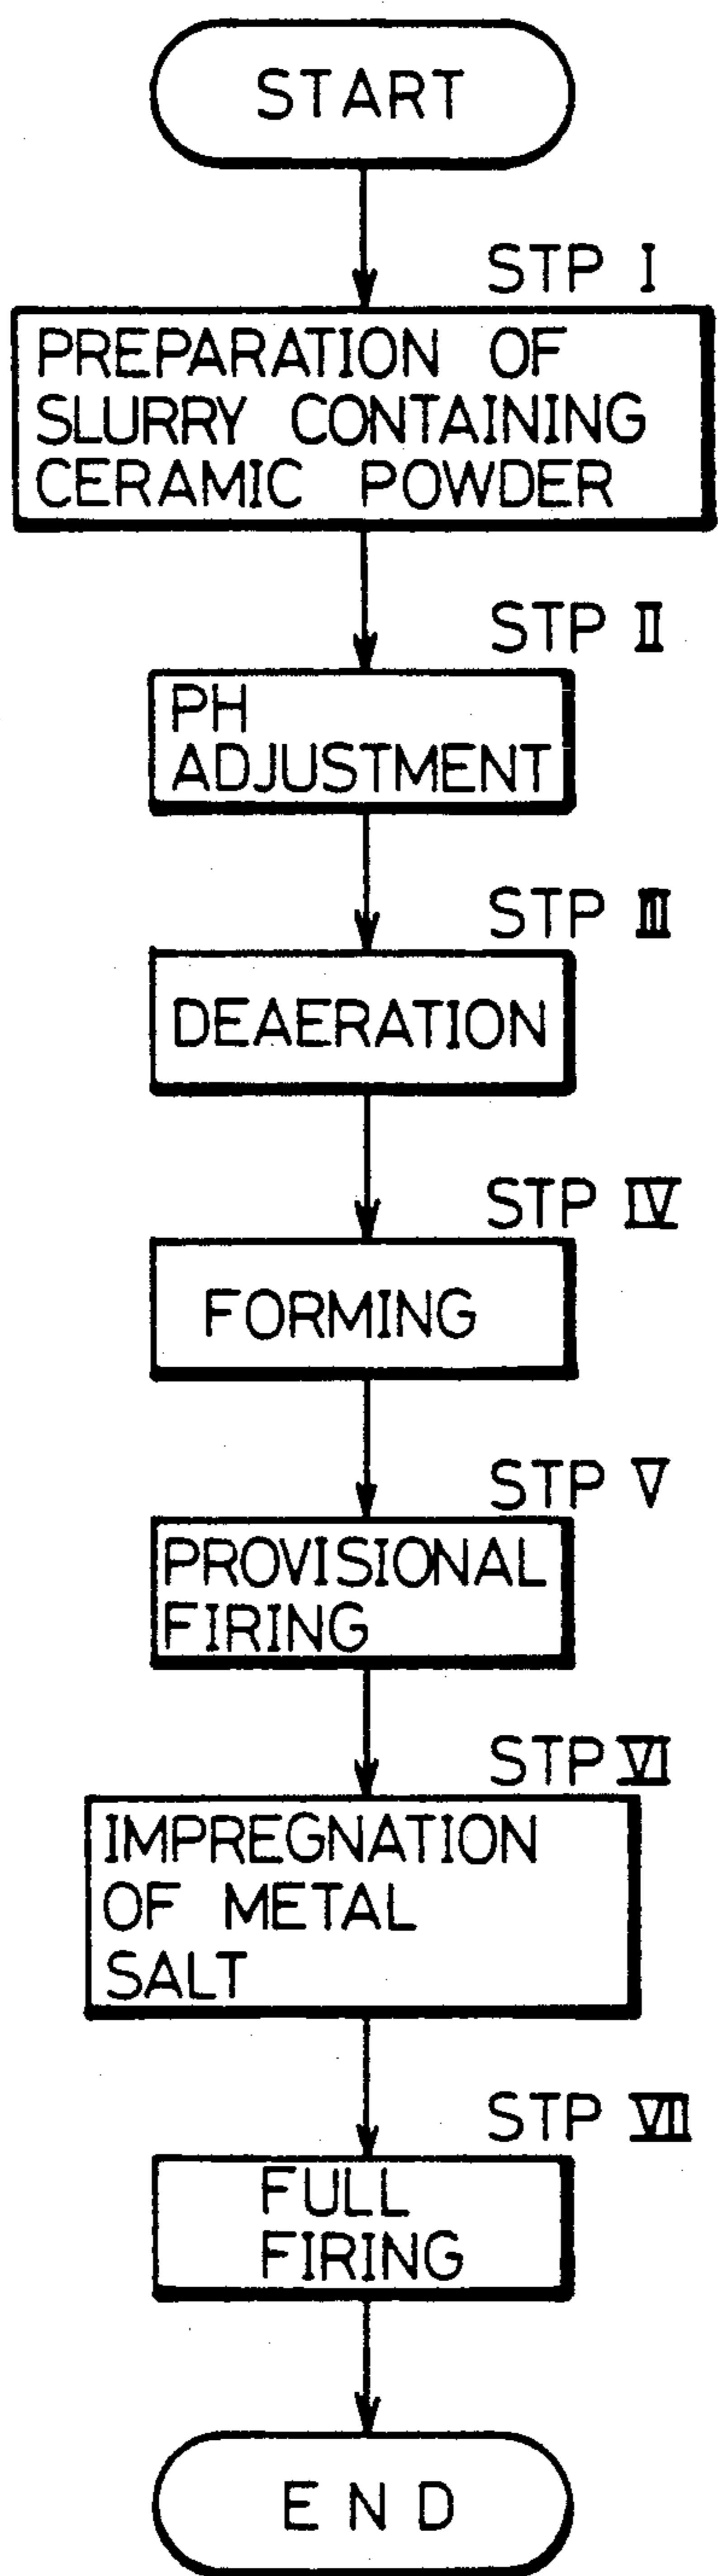 START
STP I
PREPARATION OF
SLURRY CONTAINING
CERAMIC POWDER
STP II
PH
ADJUSTMENT
STP III
DEAERATION
STP IV
FORMING
STP V
PROVISIONAL
FIRING
STP VI
IMPREGNATION
OF METAL
SALT
STP VII
FULL
FIRING
END